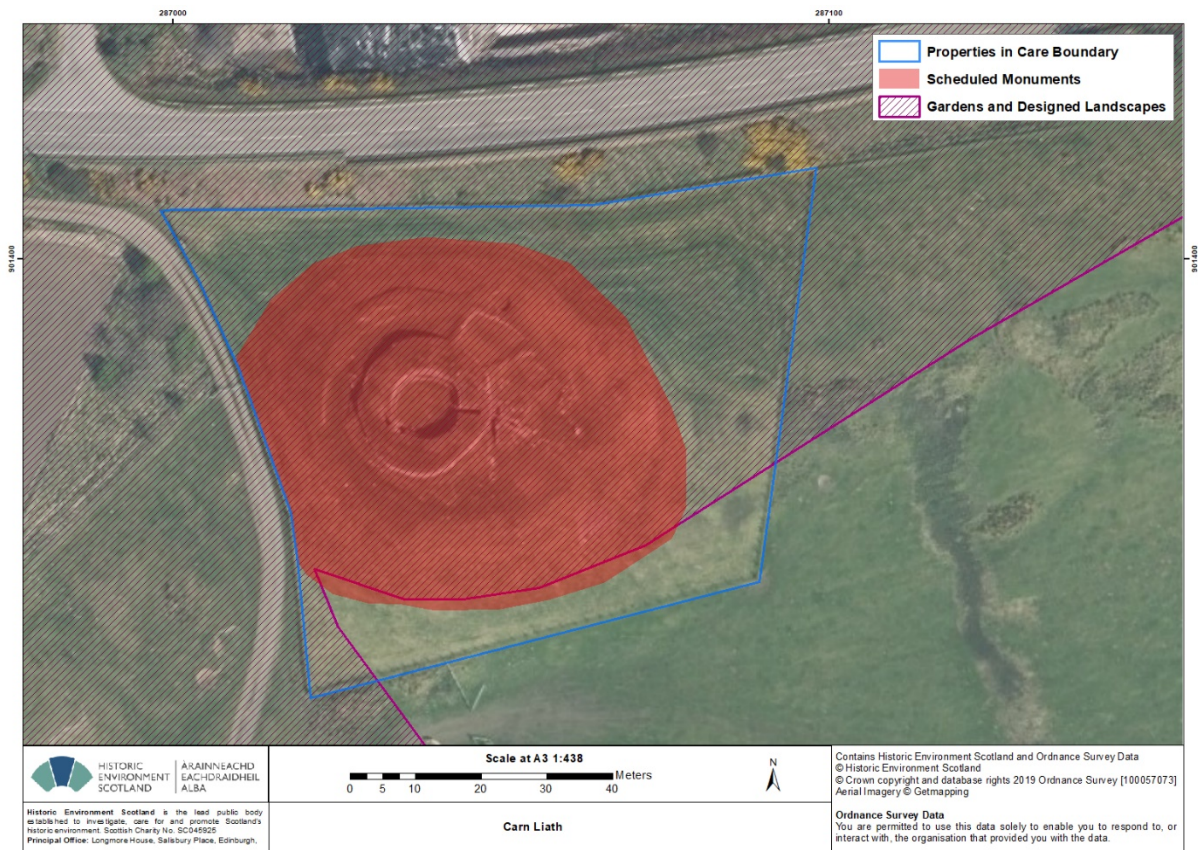 287000
287100
Properties in Care Boundary
Scheduled Monuments
Gardens and Designed Landscapes
901400
901400
HISTORIC
ENVIRONMENT
SCOTLAND
ÀRAINNEACHD
EACHDRAIDHEIL
ALBA
Historic Environment Scotland is the lead public body
established to investigate, care for and promote Scotland's
historic environment. Scottish Charity No. SC045925
Principal Office: Longmore House, Salisbury Place, Edinburgh,
Scale at A3 1:438
0 5 10 20 30 40 Meters
Carn Liath
N
Contains Historic Environment Scotland and Ordnance Survey Data
© Historic Environment Scotland
© Crown copyright and database rights 2019 Ordnance Survey [100057073]
Aerial Imagery © Getmapping
Ordnance Survey Data
You are permitted to use this data solely to enable you to respond to, or
interact with, the organisation that provided you with the data.